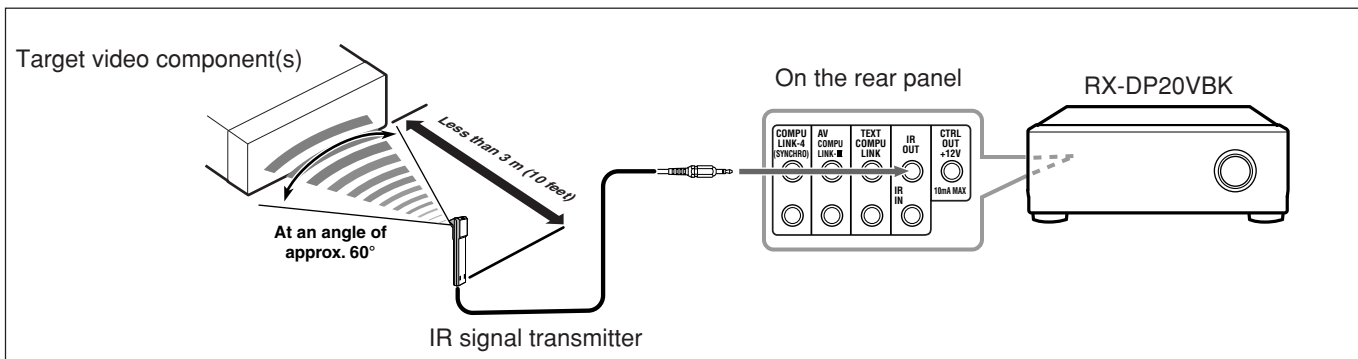 Target video component(s)
Less than 3 m (10 feet)
At an angle of
approx. 60°
IR signal transmitter
On the rear panel
COMPU
LINK-4
(SYNCHRO)
AV
COMPU
LINK-III
TEXT
COMPU
LINK
IR
OUT
IR
IN
CTRL
OUT
+12V
10mA MAX
RX-DP20VBK